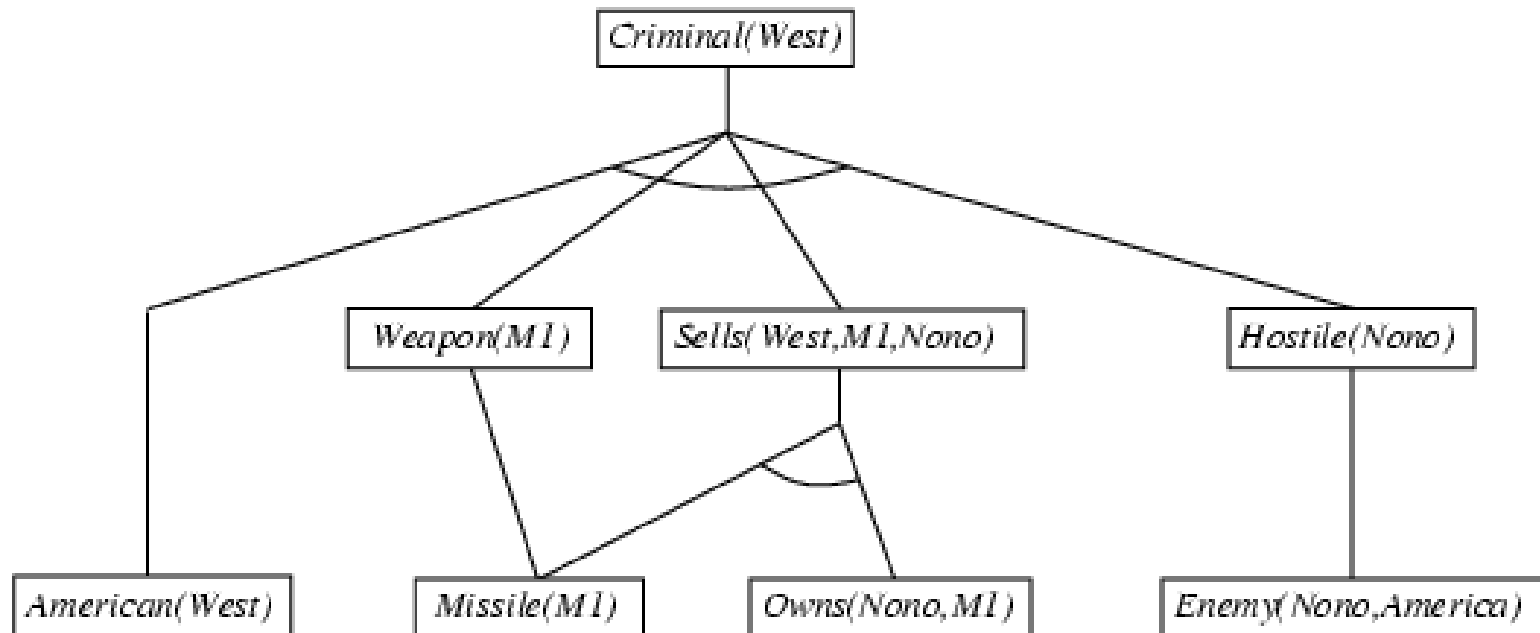 Criminal(West)
Weapon(M1)
Sells(West,M1,Nono)
Hostile(Nono)
American(West)
Missile(M1)
Owns(Nono,M1)
Enemy(Nono,America)